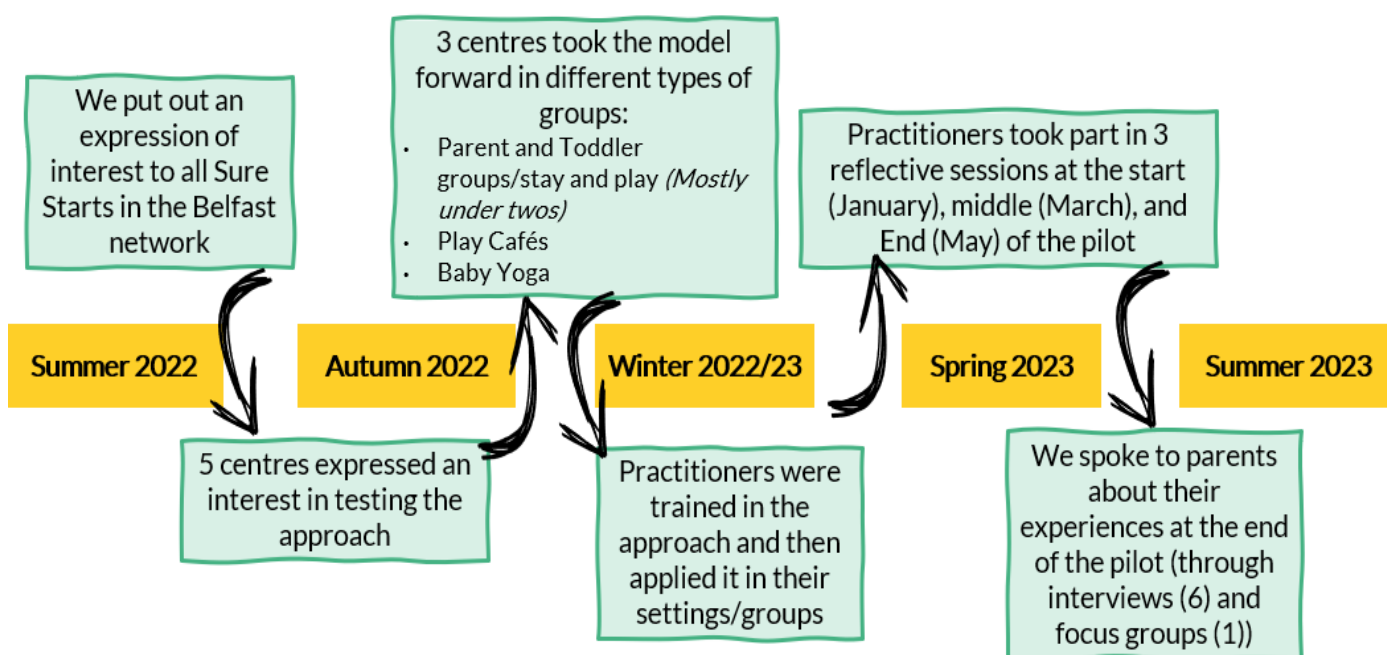 We put out an
expression of
interest to all Sure
Starts in the Belfast
network
3 centres took the model
forward in different types of
groups:
• Parent and Toddler
groups/stay and play (Mostly
under twos)
• Play Cafés
• Baby Yoga
Practitioners took part in 3
reflective sessions at the start
(January), middle (March), and
End (May) of the pilot
Summer 2022
Autumn 2022
Winter 2022/23
Spring 2023
Summer 2023
5 centres expressed an
interest in testing the
approach
Practitioners were
trained in the
approach and then
applied it in their
settings/groups
We spoke to parents
about their
experiences at the end
of the pilot (through
interviews (6) and
focus groups (1))